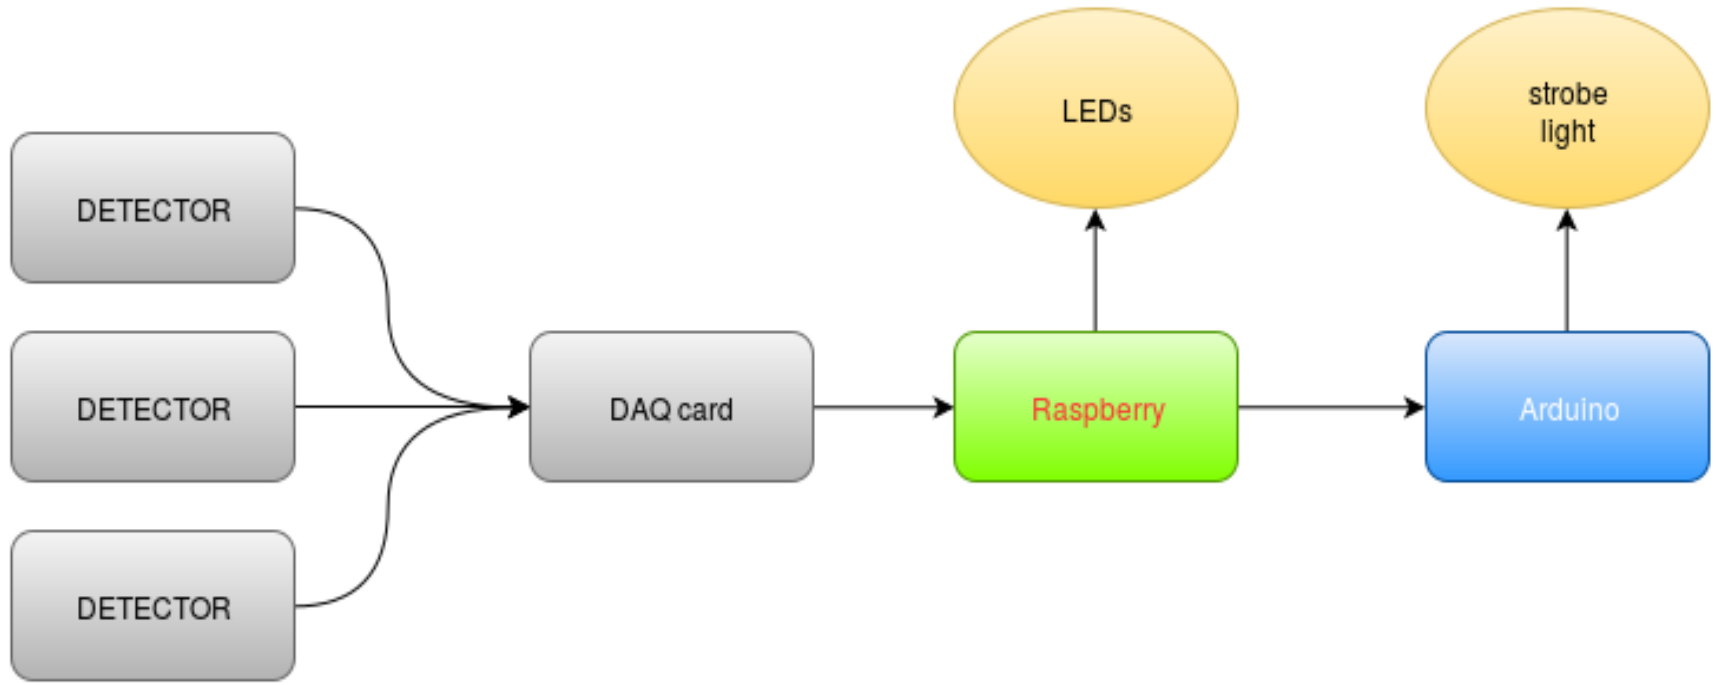 LEDs
strobe
light
DETECTOR
DETECTOR
DAQ card
Raspberry
Arduino
DETECTOR